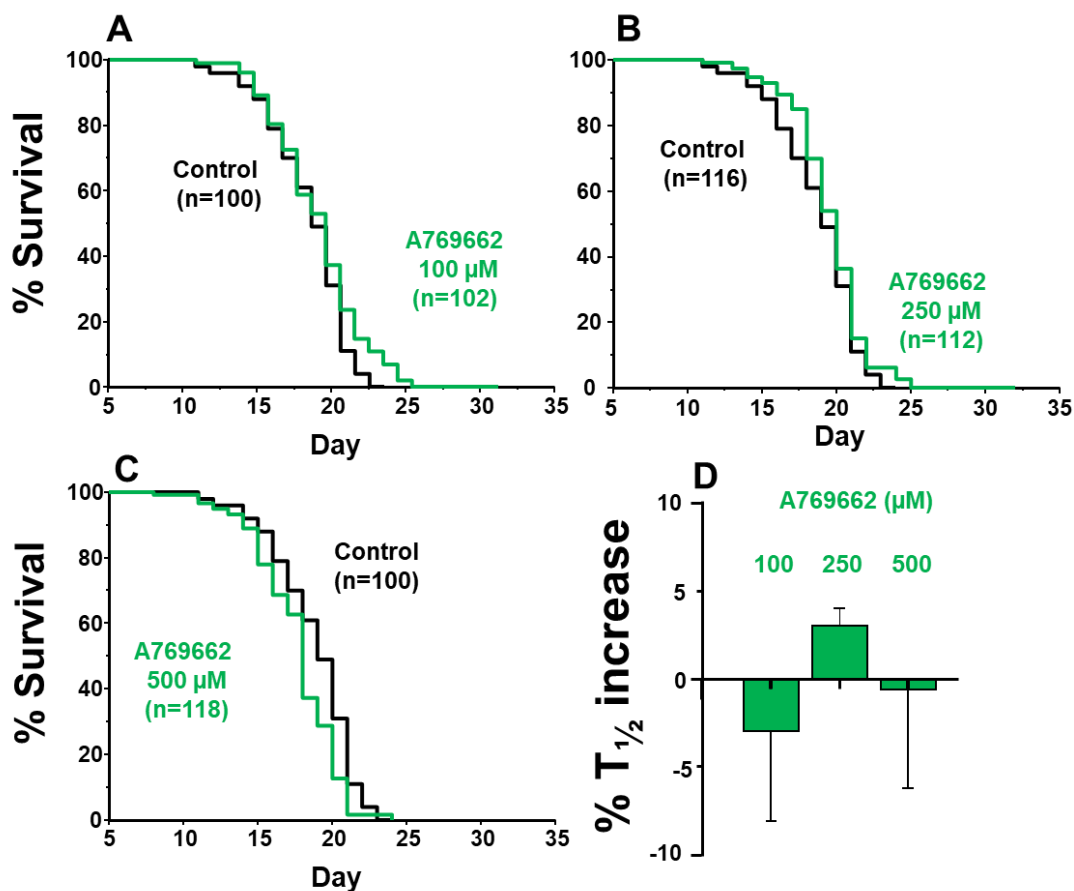 A
% Survival
100
80
60
40
20
0
Control
(n=100)
A769662
100 µM
(n=102)
5 10 15 20 25 30 35
Day
B
100
80
60
40
20
0
Control
(n=116)
A769662
250 µM
(n=112)
5 10 15 20 25 30 35
Day
C
% Survival
100
80
60
40
20
0
Control
(n=100)
A769662
500 µM
(n=118)
5 10 15 20 25 30 35
Day
D
% T½ increase
10
5
0
-5
-10
A769662 (µM)
100 250 500